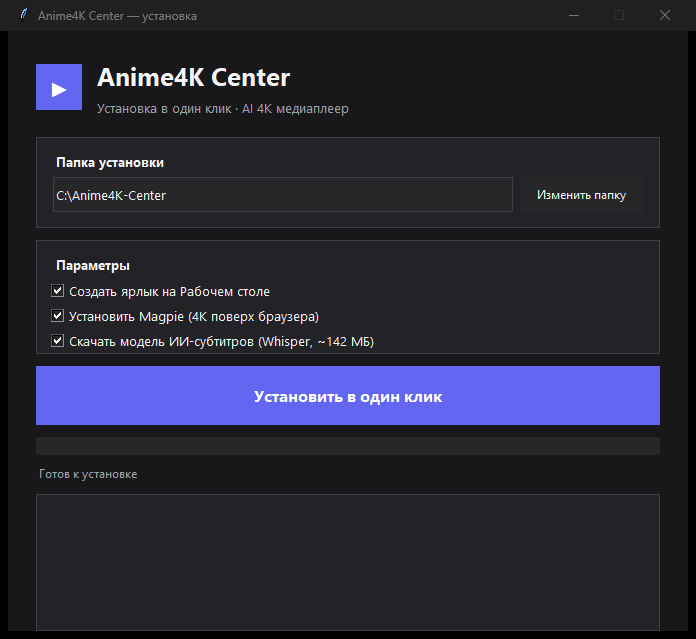 Anime4K Center — установка
Anime4K Center
Установка в один клик · AI 4K медиаплеер
Папка установки
C:\Anime4K-Center
Изменить папку
Параметры
Создать ярлык на Рабочем столе
Установить Magpie (4K поверх браузера)
Скачать модель ИИ-субтитров (Whisper, ~142 МБ)
Установить в один клик
Готов к установке